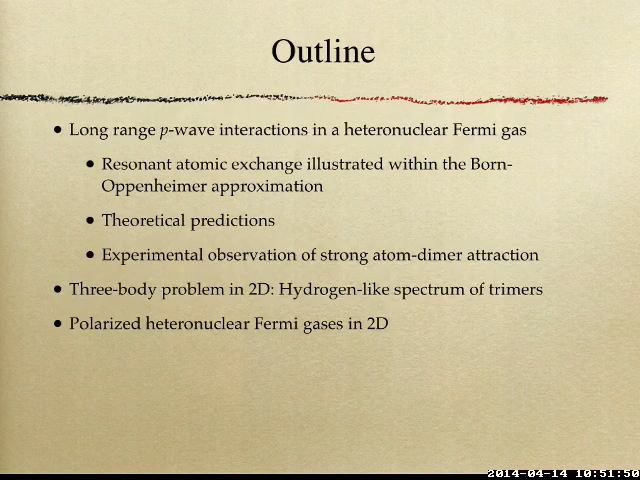 Outline
• Long range p-wave interactions in a heteronuclear Fermi gas
• Resonant atomic exchange illustrated within the Born-
Oppenheimer approximation
• Theoretical predictions
• Experimental observation of strong atom-dimer attraction
• Three-body problem in 2D: Hydrogen-like spectrum of trimers
• Polarized heteronuclear Fermi gases in 2D
2014-04-14 10:51:50